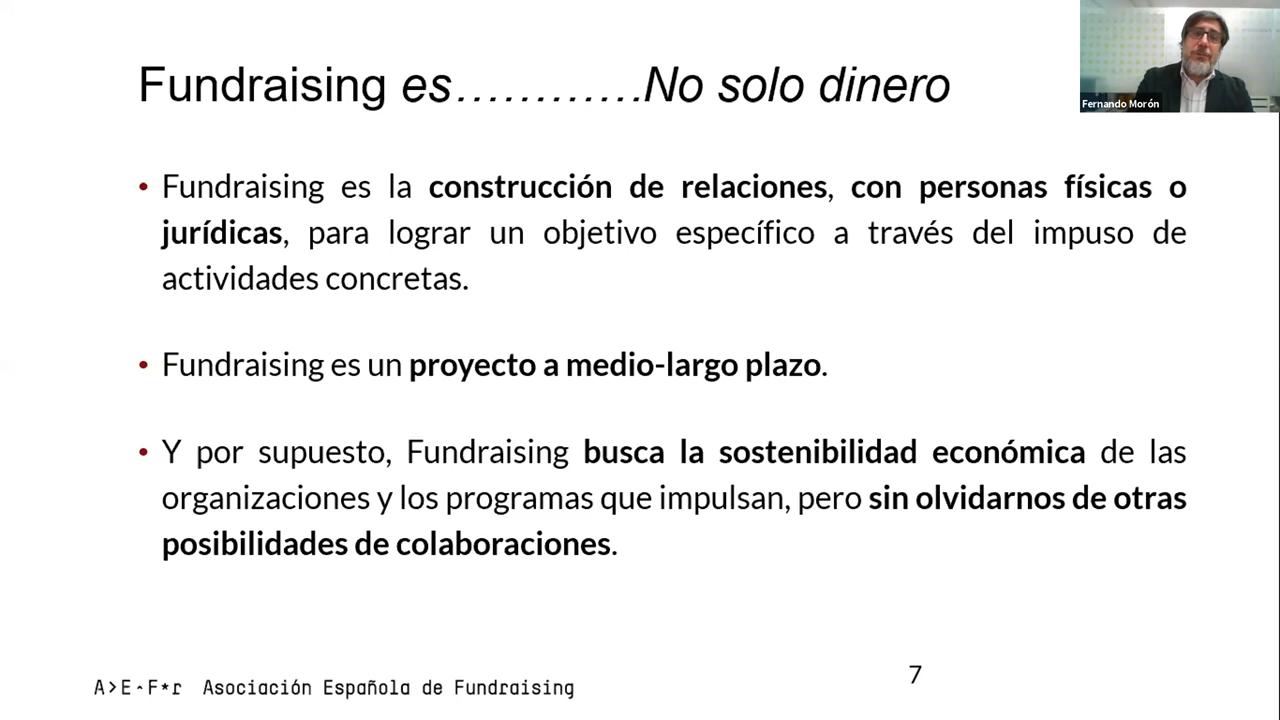 Fundraising es............No solo dinero
Fernando Morón
• Fundraising es la construcción de relaciones, con personas físicas o
jurídicas, para lograr un objetivo específico a través del impuso de
actividades concretas.
• Fundraising es un proyecto a medio-largo plazo.
• Y por supuesto, Fundraising busca la sostenibilidad económica de las
organizaciones y los programas que impulsan, pero sin olvidarnos de otras
posibilidades de colaboraciones.
7
A>E^F*r Asociación Española de Fundraising